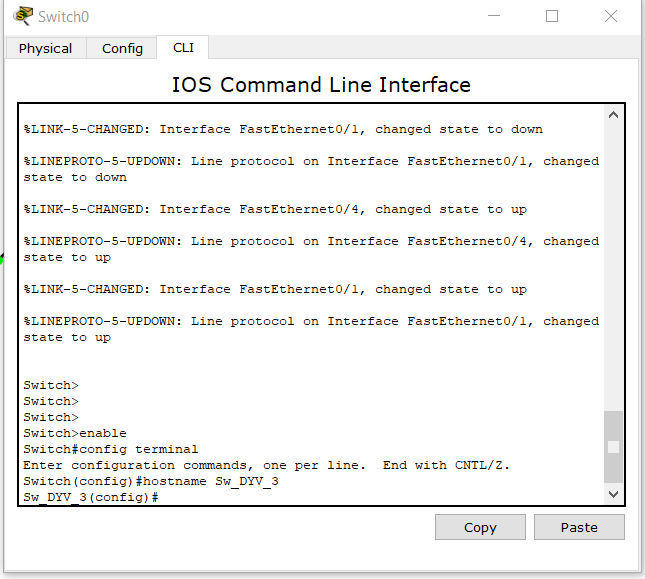 Switch0
Physical Config CLI
IOS Command Line Interface
%LINK-5-CHANGED: Interface FastEthernet0/1, changed state to down
%LINEPROTO-5-UPDOWN: Line protocol on Interface FastEthernet0/1, changed
state to down
%LINK-5-CHANGED: Interface FastEthernet0/4, changed state to up
%LINEPROTO-5-UPDOWN: Line protocol on Interface FastEthernet0/4, changed
state to up
%LINK-5-CHANGED: Interface FastEthernet0/1, changed state to up
%LINEPROTO-5-UPDOWN: Line protocol on Interface FastEthernet0/1, changed
state to up
Switch>
Switch>
Switch>
Switch>enable
Switch#config terminal
Enter configuration commands, one per line.  End with CNTL/Z.
Switch(config)#hostname Sw_DYV_3
Sw_DYV_3(config)#
Copy Paste